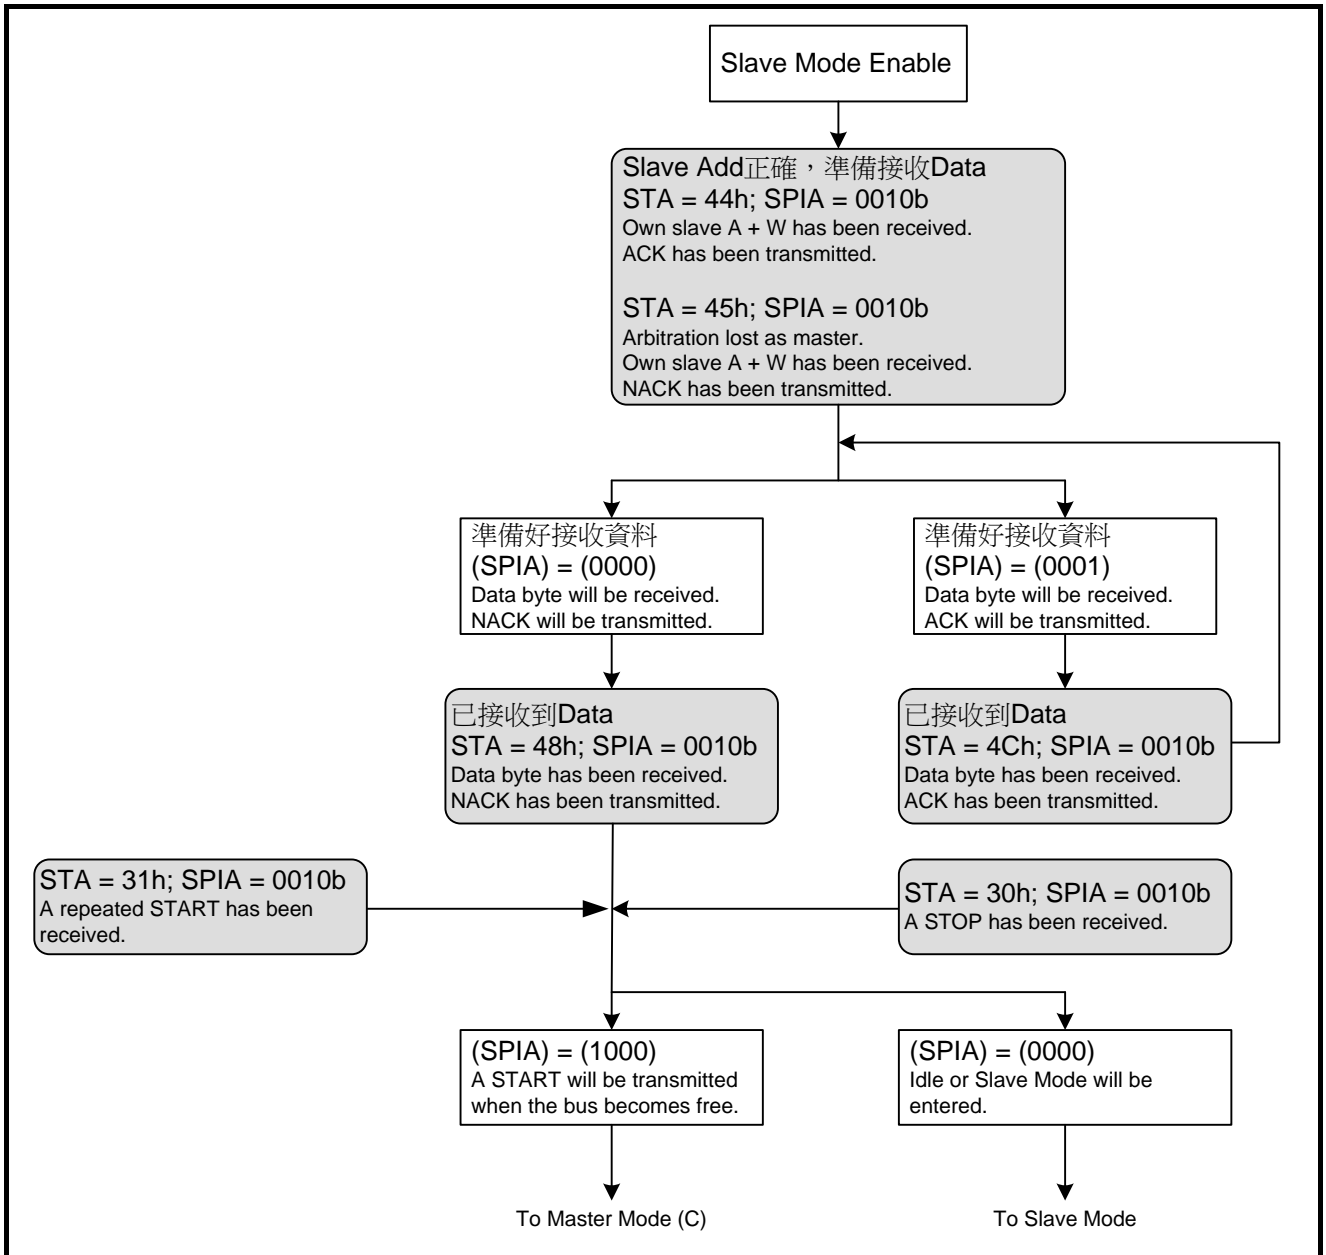 Slave Mode Enable
Slave Add正確，準備接收Data
STA = 44h; SPIA = 0010b
Own slave A + W has been received.
ACK has been transmitted.
STA = 45h; SPIA = 0010b
Arbitration lost as master.
Own slave A + W has been received.
NACK has been transmitted.
準備好接收資料
(SPIA) = (0000)
Data byte will be received.
NACK will be transmitted.
準備好接收資料
(SPIA) = (0001)
Data byte will be received.
ACK will be transmitted.
已接收到Data
STA = 48h; SPIA = 0010b
Data byte has been received.
NACK has been transmitted.
已接收到Data
STA = 4Ch; SPIA = 0010b
Data byte has been received.
ACK has been transmitted.
STA = 31h; SPIA = 0010b
A repeated START has been
received.
STA = 30h; SPIA = 0010b
A STOP has been received.
(SPIA) = (1000)
A START will be transmitted
when the bus becomes free.
(SPIA) = (0000)
Idle or Slave Mode will be
entered.
To Master Mode (C)
To Slave Mode